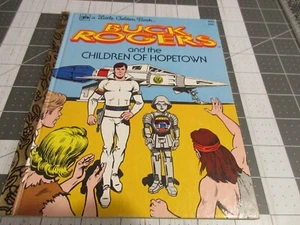 a Little Golden Book
BUCK
ROGERS
and the
CHILDREN OF HOPETOWN